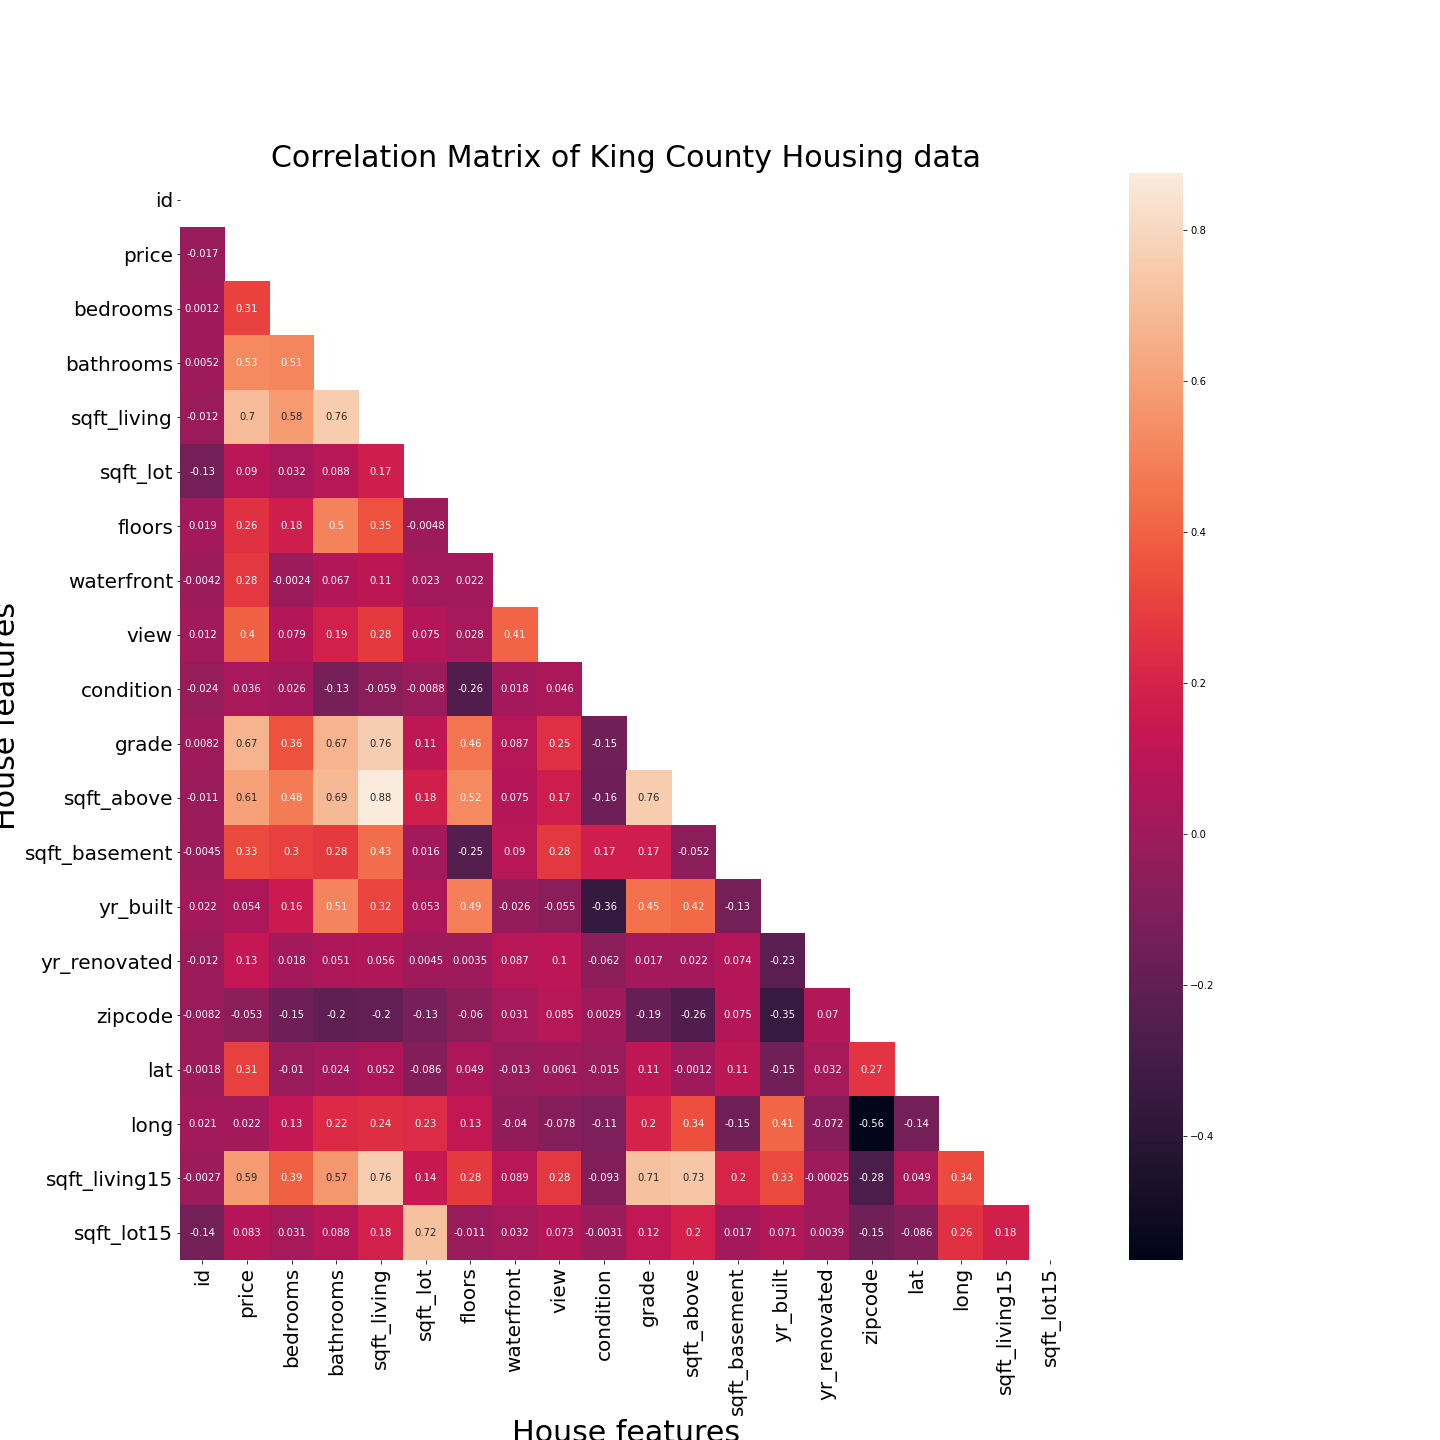 Correlation Matrix of King County Housing data
id
price -0.017
bedrooms 0.0012 0.31
bathrooms 0.0052 0.53 0.51
sqft_living -0.012 0.7 0.58 0.76
sqft_lot -0.13 0.09 0.032 0.088 0.17
floors 0.019 0.26 0.18 0.5 0.35 -0.0048
waterfront -0.0042 0.28 -0.0024 0.067 0.11 0.023 0.022
view 0.012 0.4 0.079 0.19 0.28 0.075 0.028 0.41
condition -0.024 0.036 0.026 -0.13 -0.059 -0.0088 -0.26 0.018 0.046
grade 0.0082 0.67 0.36 0.67 0.76 0.11 0.46 0.087 0.25 -0.15
sqft_above -0.011 0.61 0.48 0.69 0.88 0.18 0.52 0.075 0.17 -0.16 0.76
sqft_basement -0.0045 0.33 0.3 0.28 0.43 0.016 -0.25 0.09 0.28 0.17 0.17 -0.052
yr_built 0.022 0.054 0.16 0.51 0.32 0.053 0.49 -0.026 -0.055 -0.36 0.45 0.42 -0.13
yr_renovated -0.012 0.13 0.018 0.051 0.056 0.0045 0.0035 0.087 0.1 -0.062 0.017 0.022 0.074 -0.23
zipcode -0.0082 -0.053 -0.15 -0.2 -0.2 -0.13 -0.06 0.031 0.085 0.0029 -0.19 -0.26 0.075 -0.35 0.07
lat -0.0018 0.31 -0.01 0.024 0.052 -0.086 0.049 -0.013 0.0061 -0.015 0.11 -0.0012 0.11 -0.15 0.032 0.27
long 0.021 0.022 0.13 0.22 0.24 0.23 0.13 -0.04 -0.078 -0.11 0.2 0.34 -0.15 0.41 -0.072 -0.56 -0.14
sqft_living15 -0.0027 0.59 0.39 0.57 0.76 0.14 0.28 0.089 0.28 -0.093 0.71 0.73 0.2 0.33 -0.00025 -0.28 0.049 0.34
sqft_lot15 -0.14 0.083 0.031 0.088 0.18 0.72 -0.011 0.032 0.073 -0.0031 0.12 0.2 0.017 0.071 0.0039 -0.15 -0.086 0.26 0.18
id price bedrooms bathrooms sqft_living sqft_lot floors waterfront view condition grade sqft_above sqft_basement yr_built yr_renovated zipcode lat long sqft_living15 sqft_lot15
House features
House features
0.8
0.6
0.4
0.2
0.0
−0.2
−0.4